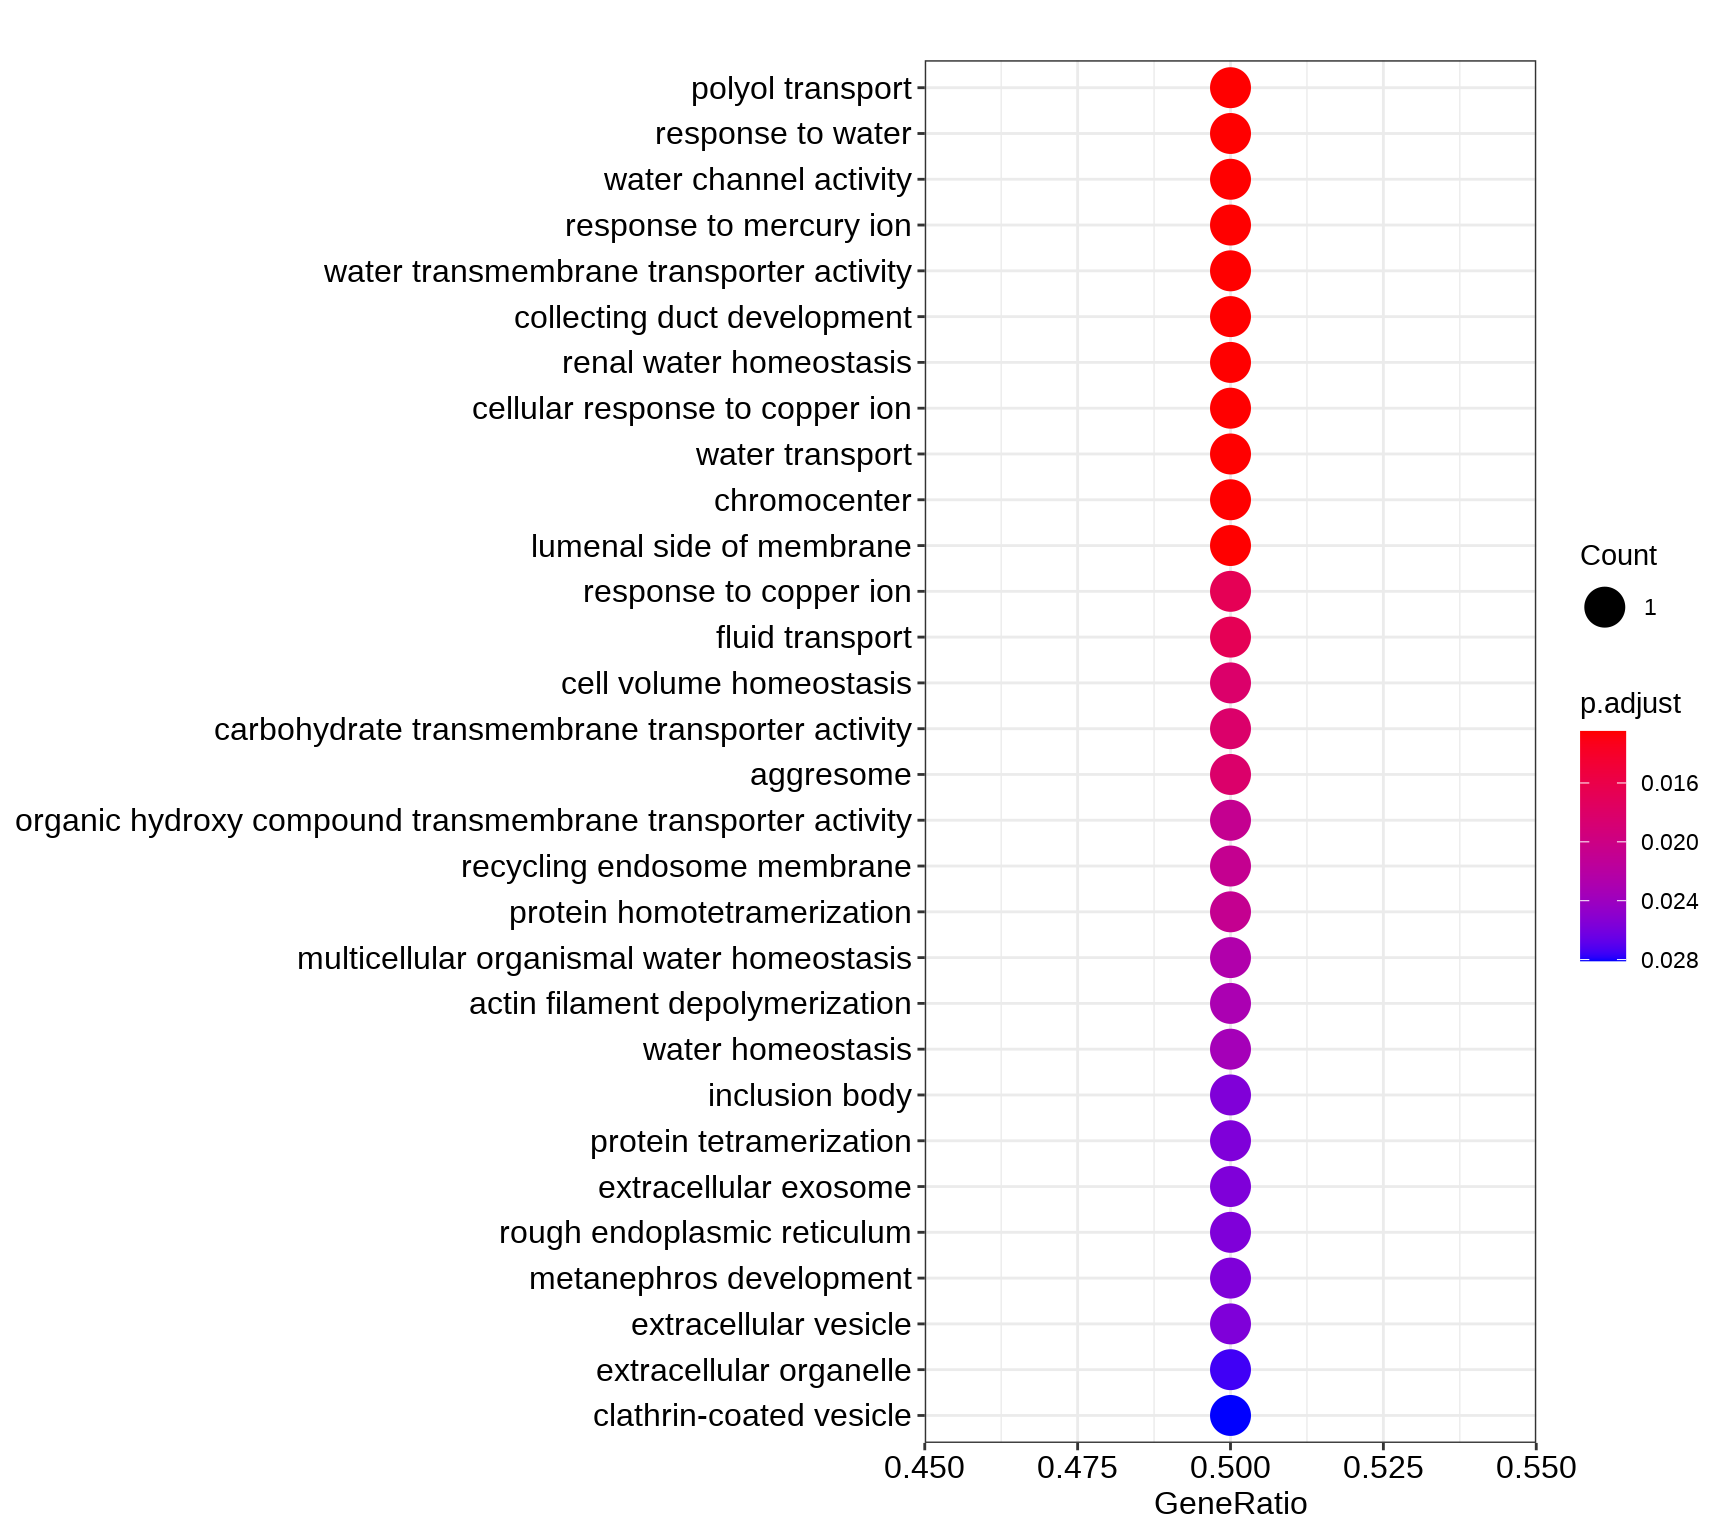 polyol transport
response to water
water channel activity
response to mercury ion
water transmembrane transporter activity
collecting duct development
renal water homeostasis
cellular response to copper ion
water transport
chromocenter
lumenal side of membrane
response to copper ion
fluid transport
cell volume homeostasis
carbohydrate transmembrane transporter activity
aggresome
organic hydroxy compound transmembrane transporter activity
recycling endosome membrane
protein homotetramerization
multicellular organismal water homeostasis
actin filament depolymerization
water homeostasis
inclusion body
protein tetramerization
extracellular exosome
rough endoplasmic reticulum
metanephros development
extracellular vesicle
extracellular organelle
clathrin-coated vesicle
0.450 0.475 0.500 0.525 0.550
GeneRatio
Count
1
p.adjust
0.016
0.020
0.024
0.028